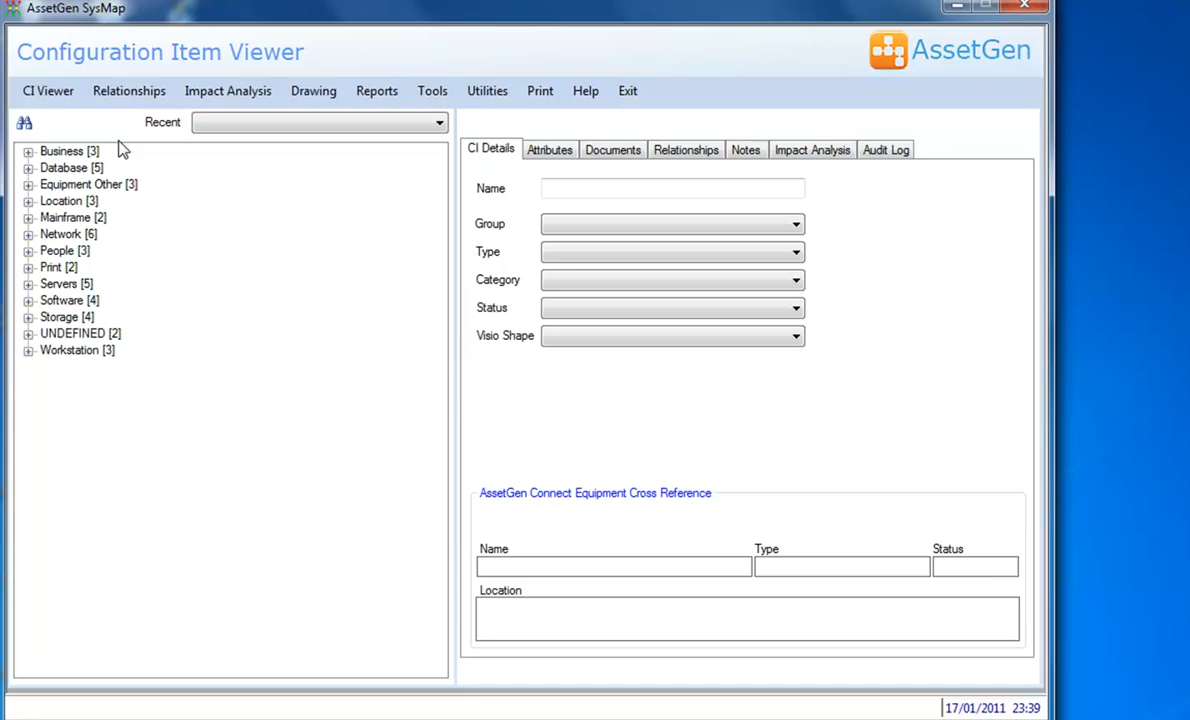 AssetGen SysMap
Configuration Item Viewer
AssetGen
CI Viewer Relationships Impact Analysis Drawing Reports Tools Utilities Print Help Exit
Recent
Business [3]
Database [5]
Equipment Other [3]
Location [3]
Mainframe [2]
Network [6]
People [3]
Print [2]
Servers [5]
Software [4]
Storage [4]
UNDEFINED [2]
Workstation [3]
CI Details Attributes Documents Relationships Notes Impact Analysis Audit Log
Name
Group
Type
Category
Status
Visio Shape
AssetGen Connect Equipment Cross Reference
Name Type Status
Location
17/01/2011 23:39